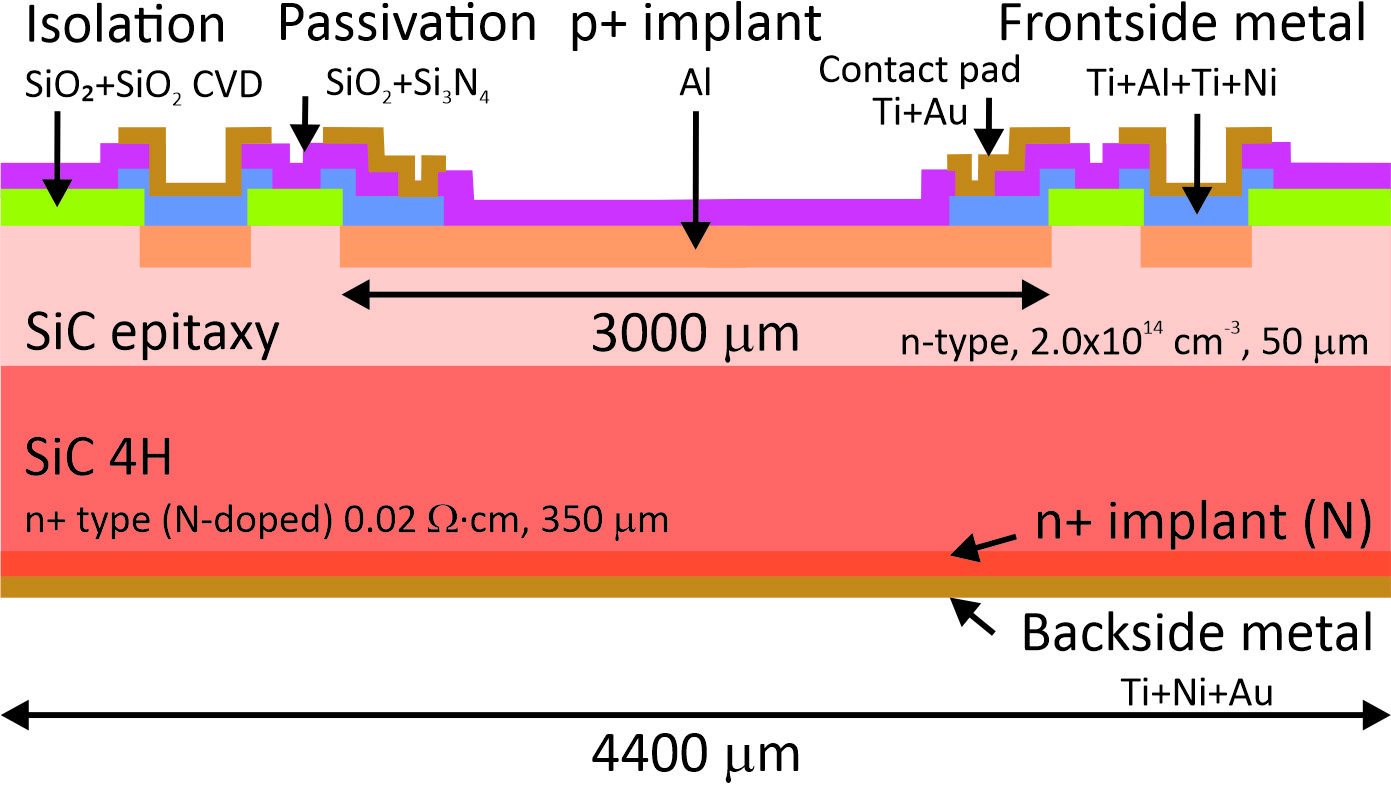 Isolation
SiO₂+SiO₂ CVD
Passivation
SiO₂+Si₃N₄
p+ implant
Al
Contact pad
Ti+Au
Frontside metal
Ti+Al+Ti+Ni
SiC epitaxy
3000 μm
n-type, 2.0x10¹⁴ cm⁻³, 50 μm
SiC 4H
n+ type (N-doped) 0.02 Ω·cm, 350 μm
n+ implant (N)
Backside metal
Ti+Ni+Au
4400 μm